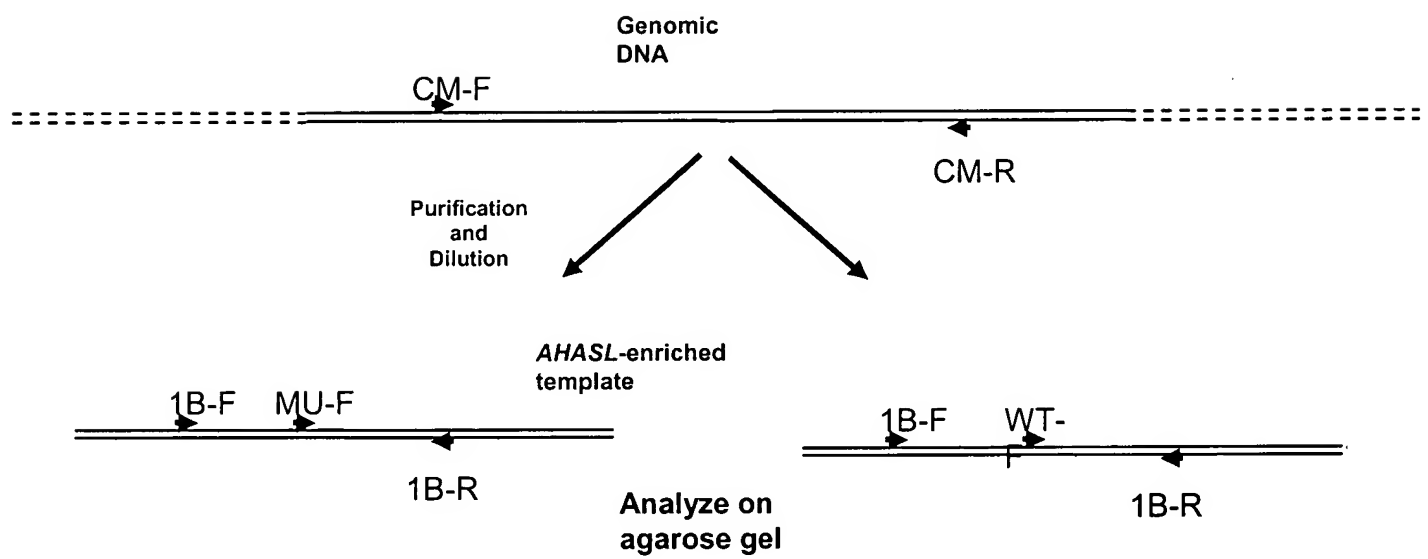 Genomic
DNA
CM-F
CM-R
Purification
and
Dilution
AHASL-enriched
template
1B-F MU-F
1B-R
1B-F WT-
1B-R
Analyze on
agarose gel